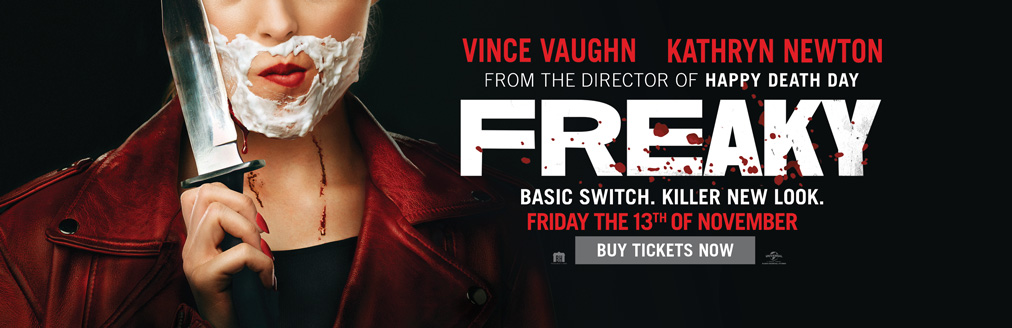 VINCE VAUGHN KATHRYN NEWTON
FROM THE DIRECTOR OF HAPPY DEATH DAY
FREAKY
BASIC SWITCH. KILLER NEW LOOK.
FRIDAY THE 13TH OF NOVEMBER
BUY TICKETS NOW